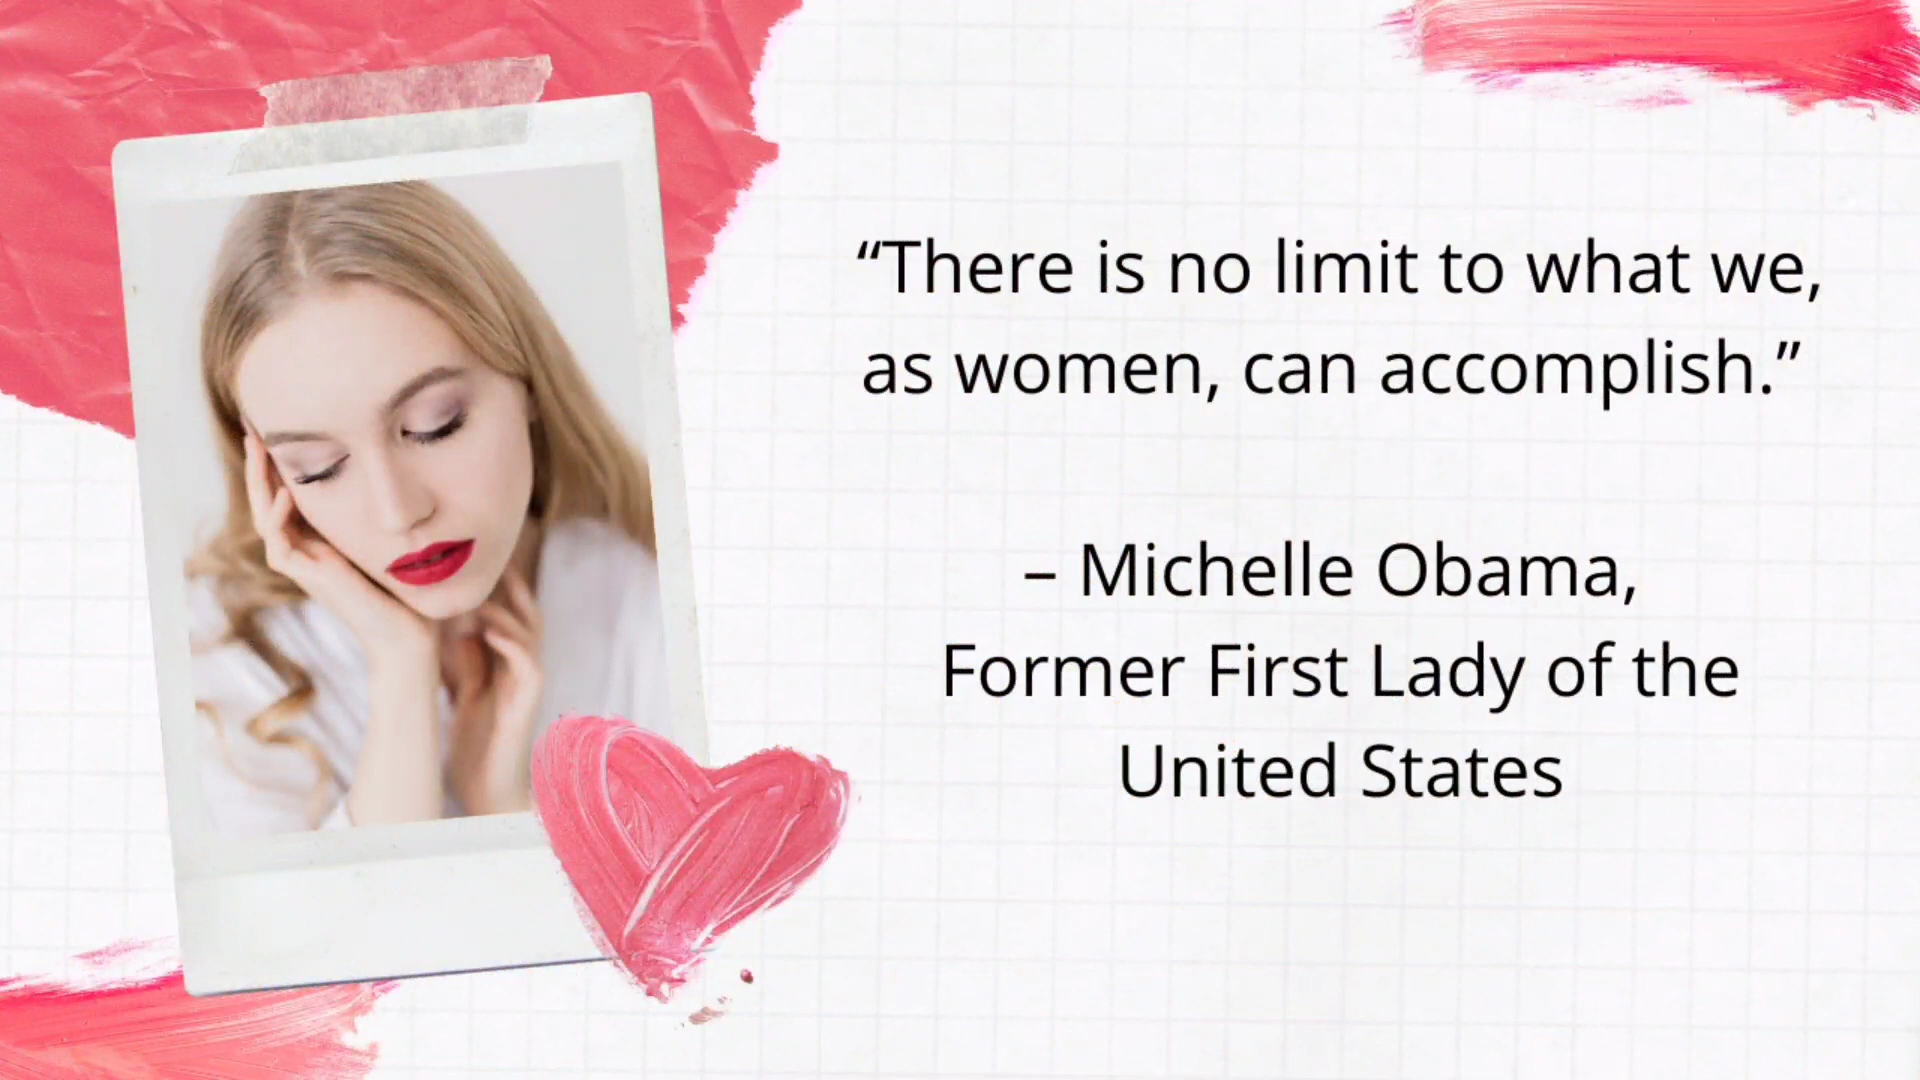 “There is no limit to what we,
as women, can accomplish.”
– Michelle Obama,
Former First Lady of the
United States